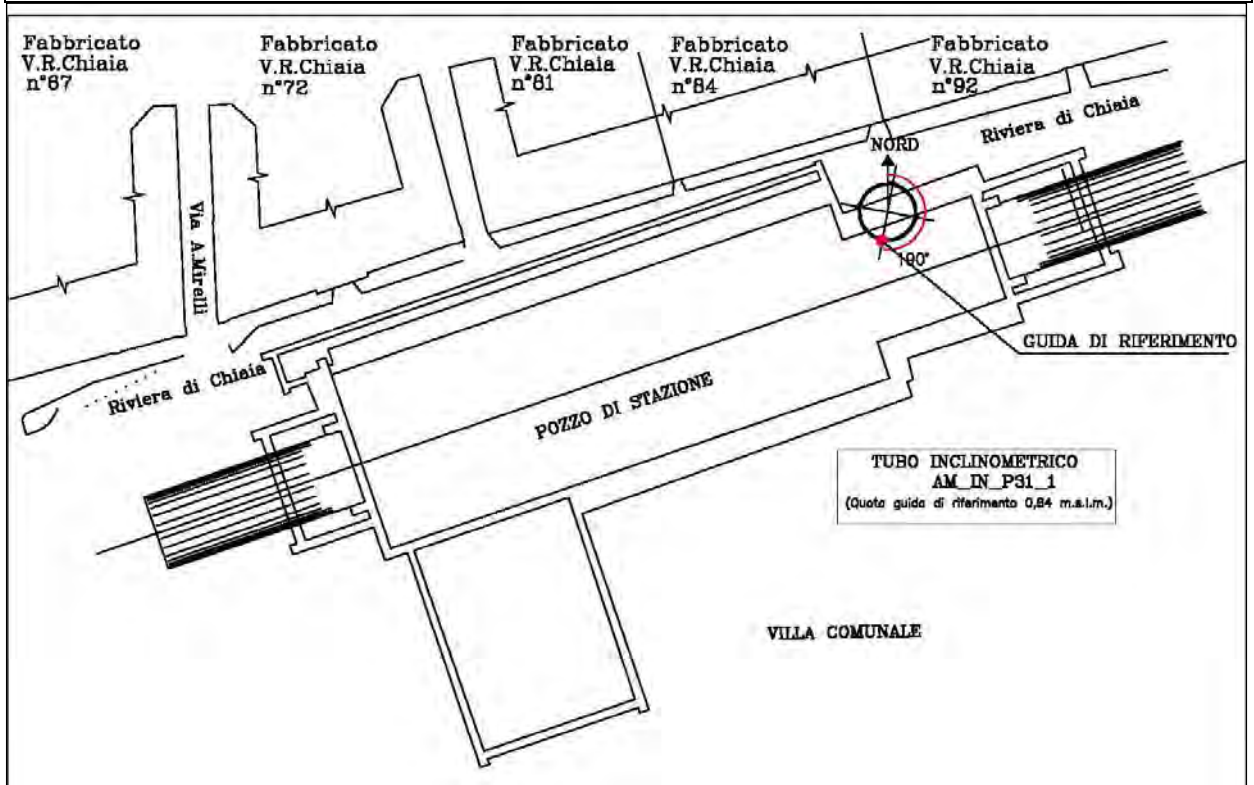 Fabbricato
V.R.Chiaia
n°67
Fabbricato
V.R.Chiaia
n°72
Fabbricato
V.R.Chiaia
n°81
Fabbricato
V.R.Chiaia
n°84
Fabbricato
V.R.Chiaia
n°92
Riviera di Chiaia
NORD
Via A.Mirelli
190°
GUIDA DI RIFERIMENTO
Riviera di Chiaia
POZZO DI STAZIONE
TUBO INCLINOMETRICO
AM_IN_P31_1
(Quota guida di riferimento 0,84 m.s.l.m.)
VILLA COMUNALE